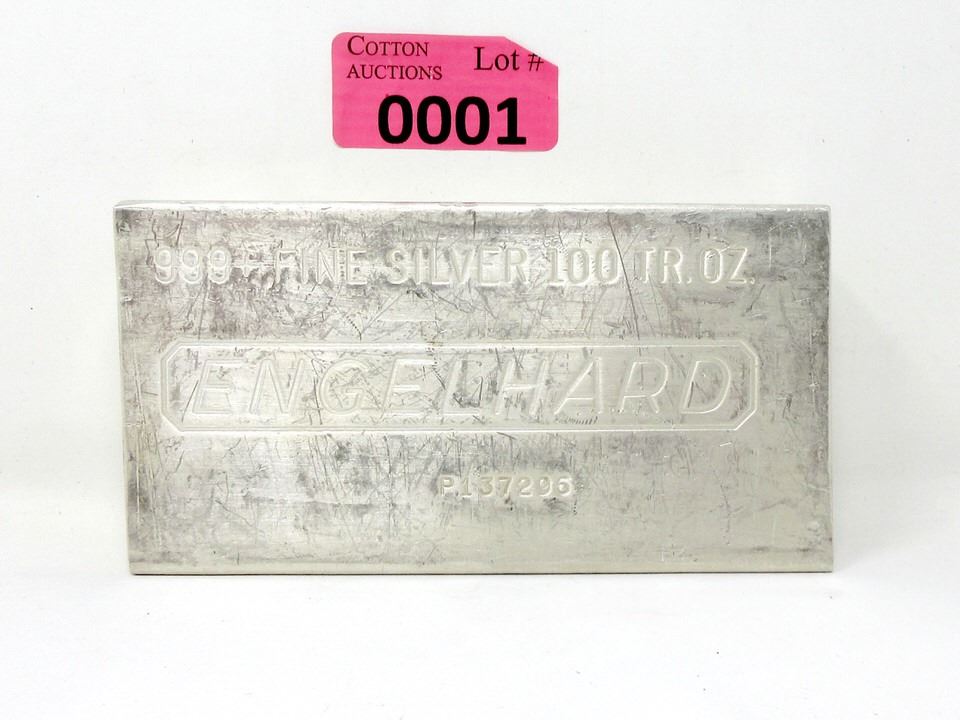 COTTON
AUCTIONS
Lot #
0001
999+ FINE SILVER 100 TR. OZ.
ENGELHARD
P137296